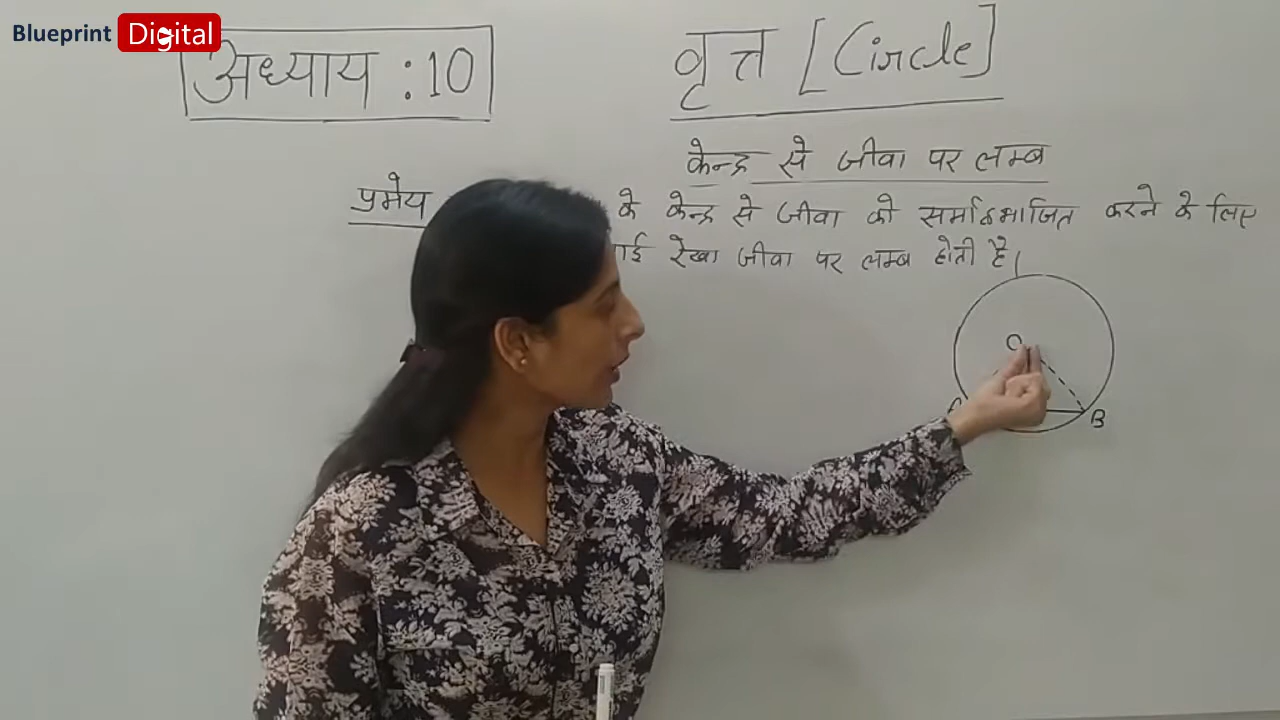 Blueprint Digital
अध्याय : 10
वृत्त [Circle]
केन्द्र से जीवा पर लम्ब
प्रमेय
के केन्द्र से जीवा को समद्विभाजित करने के लिए
रेखा जीवा पर लम्ब होती है।
O
B